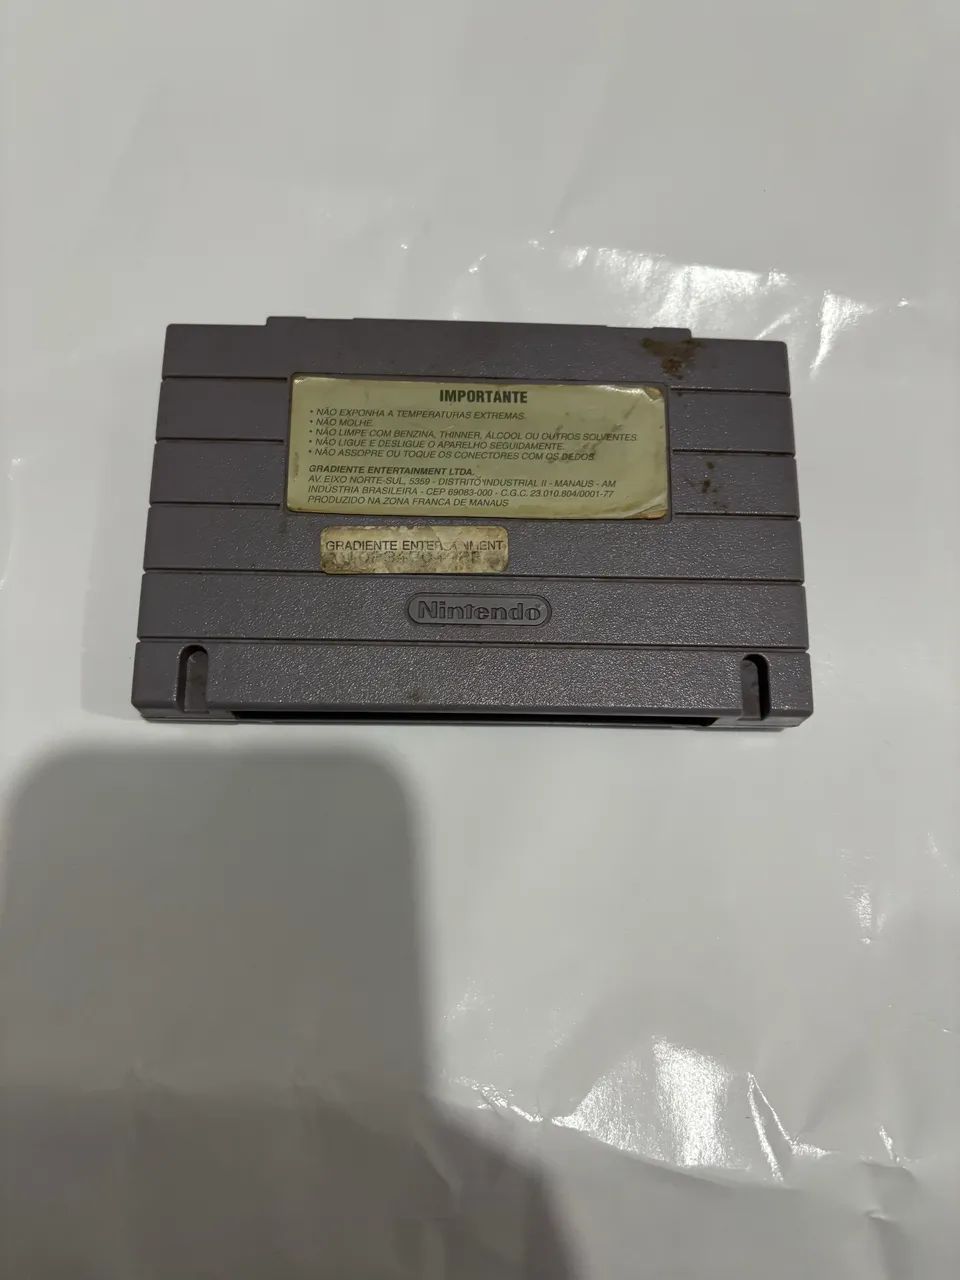 IMPORTANTE
• NÃO EXPONHA A TEMPERATURAS EXTREMAS.
• NÃO MOLHE.
• NÃO LIMPE COM BENZINA, THINNER, ÁLCOOL OU OUTROS SOLVENTES.
• NÃO LIGUE E DESLIGUE O APARELHO SEGUIDAMENTE.
• NÃO ASSOPRE OU TOQUE OS CONECTORES COM OS DEDOS.
GRADIENTE ENTERTAINMENT LTDA.
AV. EIXO NORTE-SUL, 5359 - DISTRITO INDUSTRIAL II - MANAUS - AM
INDÚSTRIA BRASILEIRA - CEP 69083-000 - C.G.C. 23.010.804/0001-77
PRODUZIDO NA ZONA FRANCA DE MANAUS
GRADIENTE ENTERTAINMENT
Nintendo